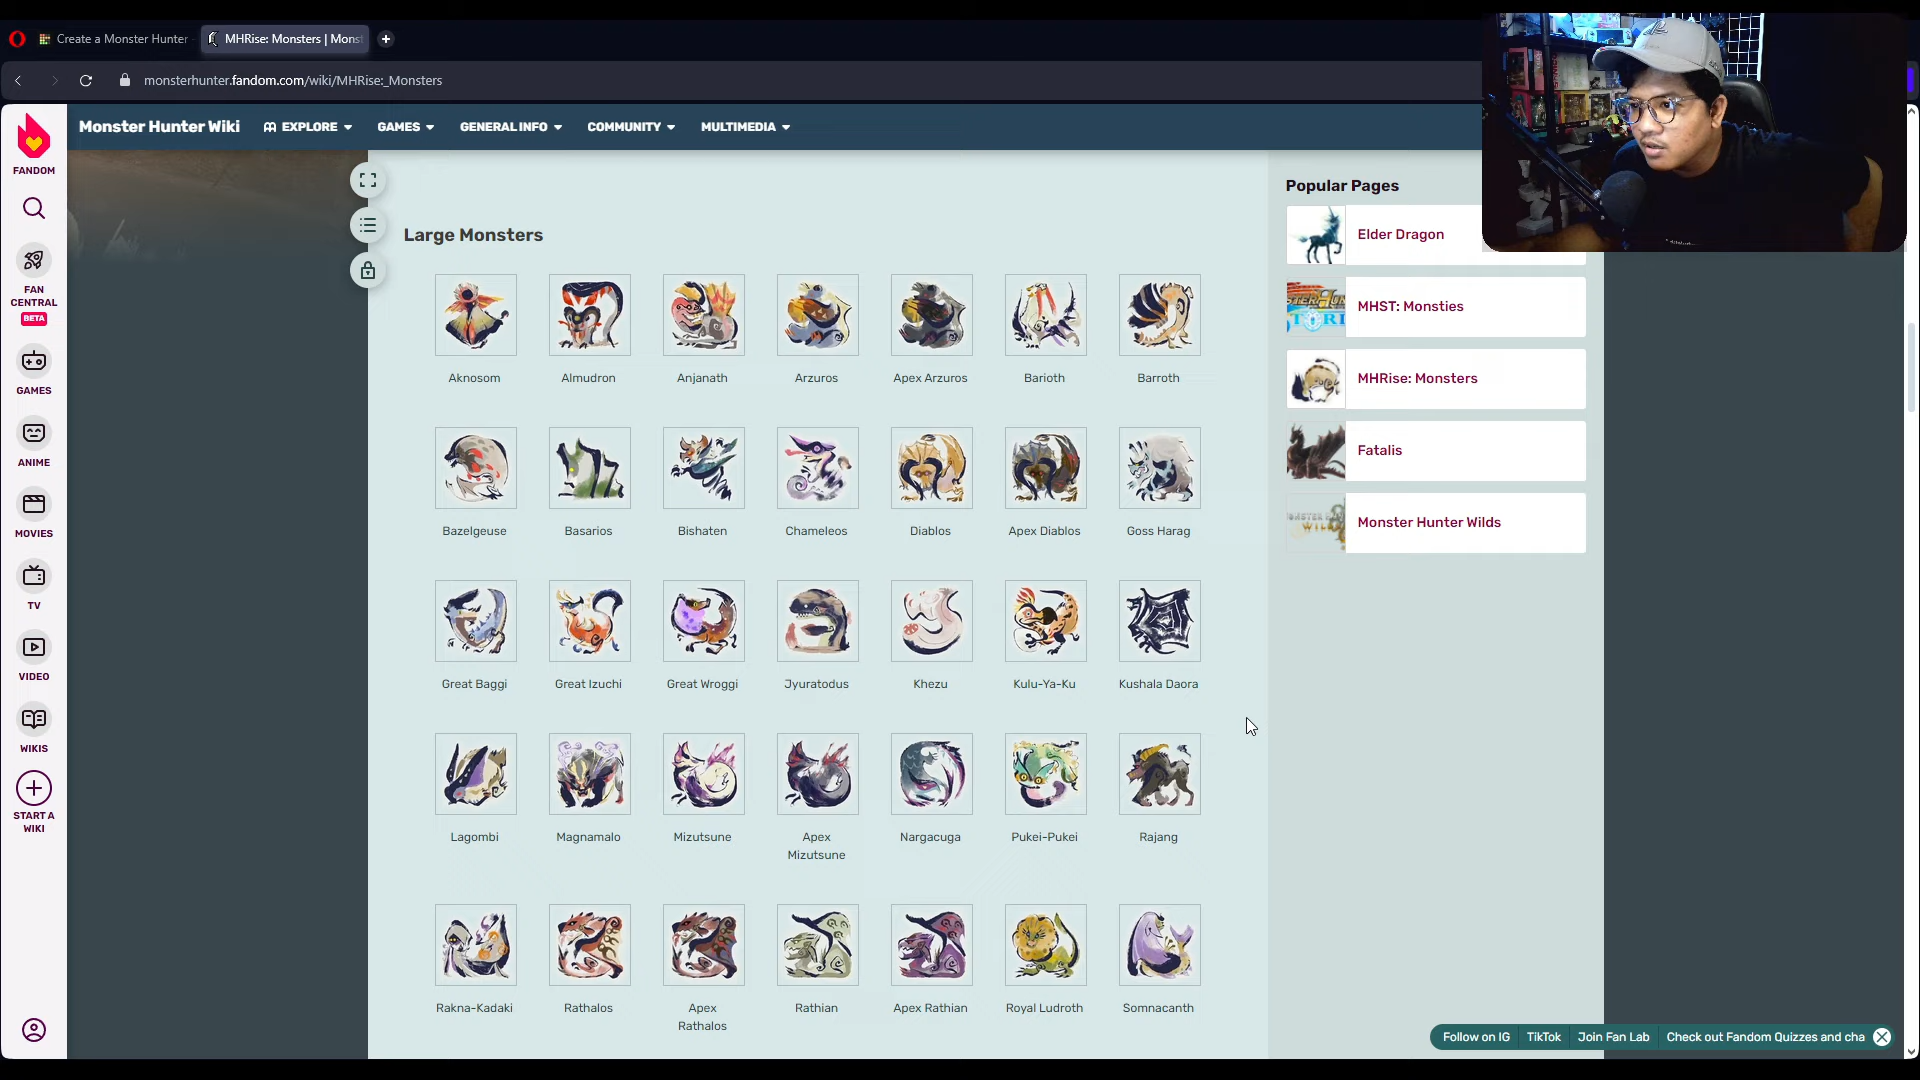 Create a Monster Hunter
MHRise: Monsters | Mons
monsterhunter.fandom.com/wiki/MHRise:_Monsters
Monster Hunter Wiki
EXPLORE
GAMES
GENERAL INFO
COMMUNITY
MULTIMEDIA
FANDOM
FAN
CENTRAL
BETA
GAMES
ANIME
MOVIES
TV
VIDEO
WIKIS
START A
WIKI
Large Monsters
Aknosom Almudron Anjanath Arzuros Apex Arzuros Barioth Barroth
Bazelgeuse Basarios Bishaten Chameleos Diablos Apex Diablos Goss Harag
Great Baggi Great Izuchi Great Wroggi Jyuratodus Khezu Kulu-Ya-Ku Kushala Daora
Lagombi Magnamalo Mizutsune Apex Mizutsune Nargacuga Pukei-Pukei Rajang
Rakna-Kadaki Rathalos Apex Rathalos Rathian Apex Rathian Royal Ludroth Somnacanth
Popular Pages
Elder Dragon
MHST: Monsties
MHRise: Monsters
Fatalis
Monster Hunter Wilds
Follow on IG
TikTok
Join Fan Lab
Check out Fandom Quizzes and cha